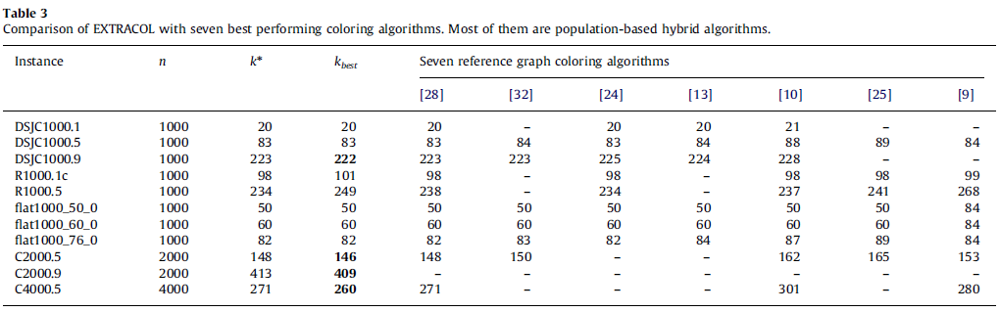 Table 3
Comparison of EXTRACOL with seven best performing coloring algorithms. Most of them are population-based hybrid algorithms.
Instance n k* kbest Seven reference graph coloring algorithms
[28] [32] [24] [13] [10] [25] [9]
DSJC1000.1 1000 20 20 20 – 20 20 21 – –
DSJC1000.5 1000 83 83 83 84 83 84 88 89 84
DSJC1000.9 1000 223 222 223 223 225 224 228 – –
R1000.1c 1000 98 101 98 – 98 – 98 98 99
R1000.5 1000 234 249 238 – 234 – 237 241 268
flat1000_50_0 1000 50 50 50 50 50 50 50 50 84
flat1000_60_0 1000 60 60 60 60 60 60 60 60 84
flat1000_76_0 1000 82 82 82 83 82 84 87 89 84
C2000.5 2000 148 146 148 150 – – 162 165 153
C2000.9 2000 413 409 – – – – – – –
C4000.5 4000 271 260 271 – – – 301 – 280